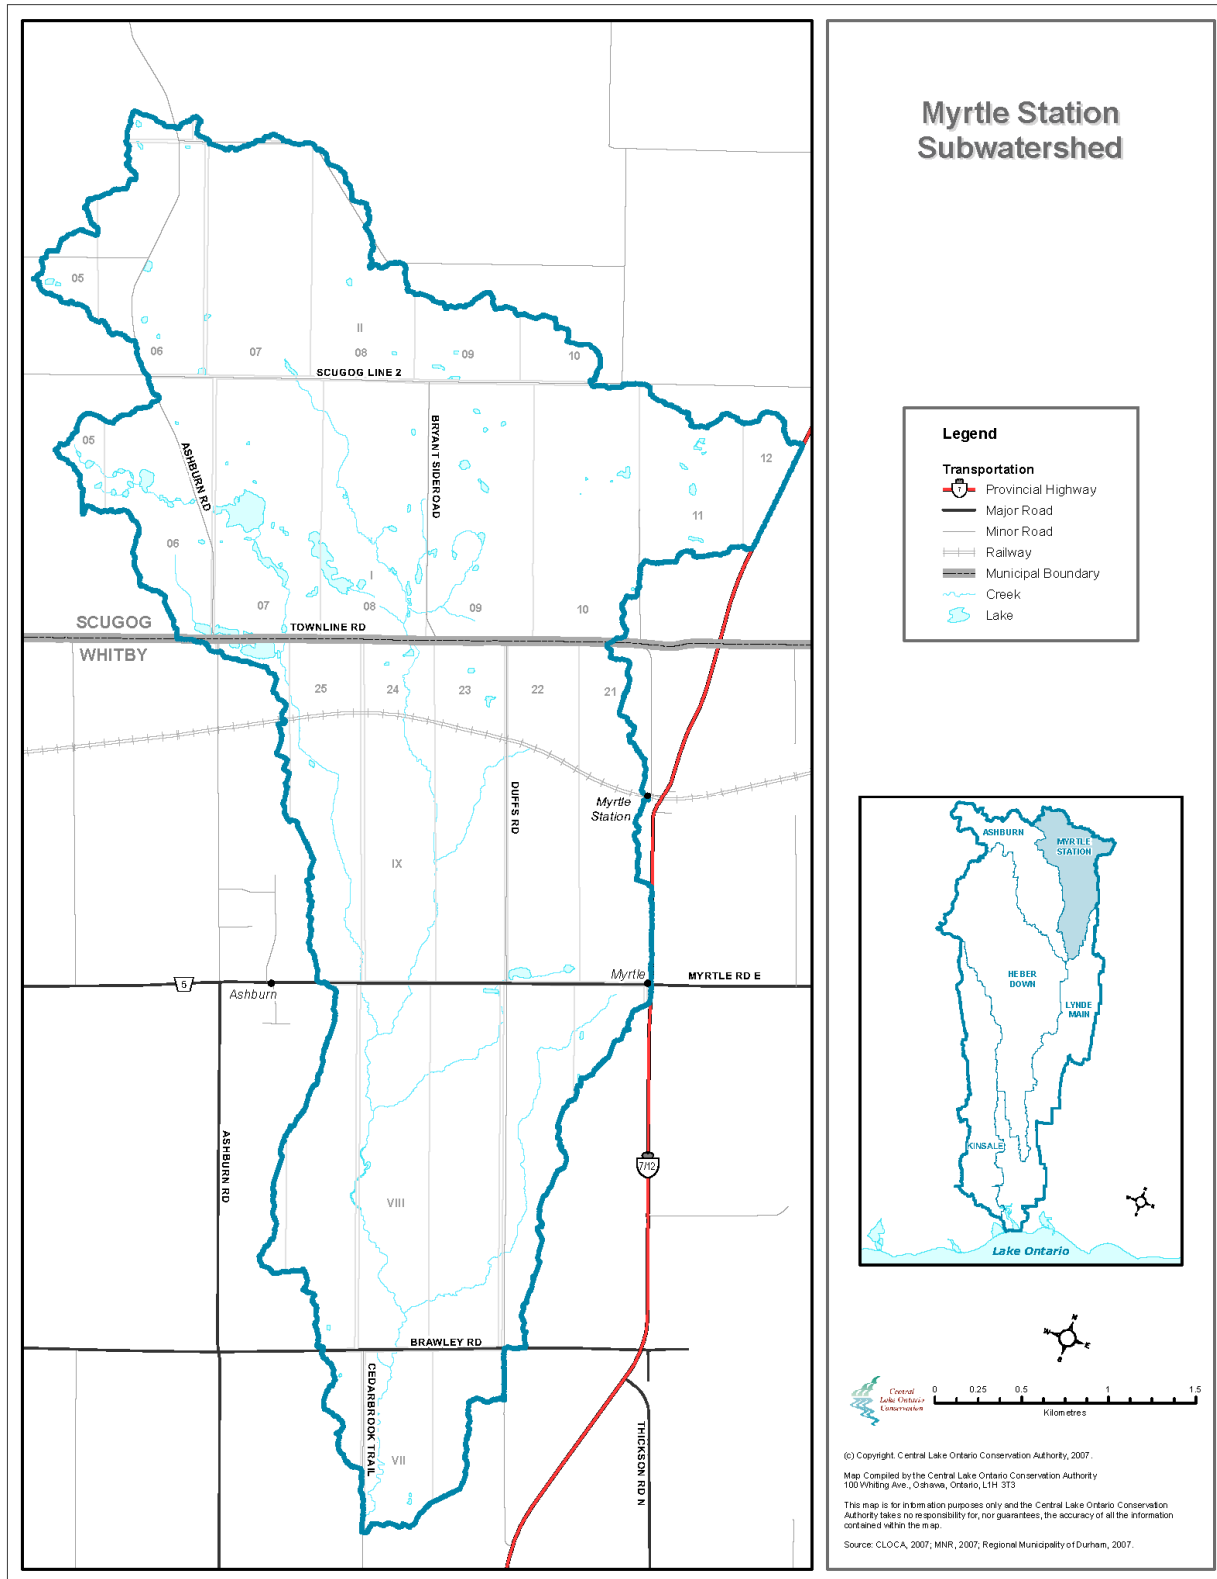 Myrtle Station
Subwatershed
05
II
06
07
08
09
10
SCUGOG LINE 2
05
ASHBURN RD
BRYANT SIDEROAD
12
11
06
I
07
08
09
10
SCUGOG
TOWNLINE RD
WHITBY
25
24
23
22
21
DUFFS RD
Myrtle
Station
IX
5
Ashburn
Myrtle
MYRTLE RD E
ASHBURN RD
7/12
VIII
BRAWLEY RD
CEDARBROOK TRAIL
THICKSON RD N
VII
Legend
Transportation
7
Provincial Highway
Major Road
Minor Road
Railway
Municipal Boundary
Creek
Lake
ASHBURN
MYRTLE
STATION
HEBER
DOWN
LYNDE
MAIN
KINSALE
Lake Ontario
N
W
E
S
Central
Lake Ontario
Conservation
0 0.25 0.5 1 1.5
Kilometres
(c) Copyright. Central Lake Ontario Conservation Authority, 2007.
Map Compiled by the Central Lake Ontario Conservation Authority
100 Whiting Ave., Oshawa, Ontario, L1H 3T3
This map is for information purposes only and the Central Lake Ontario Conservation
Authority takes no responsibility for, nor guarantees, the accuracy of all the information
contained within the map.
Source: CLOCA, 2007; MNR, 2007; Regional Municipality of Durham, 2007.